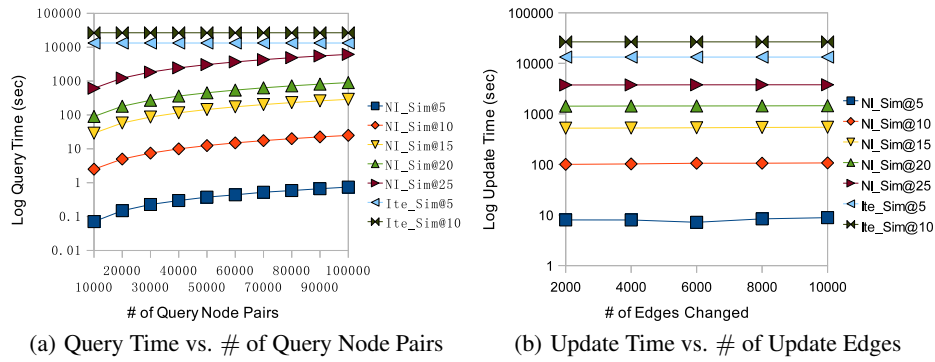 100000
10000
1000
100
10
1
0.1
0.01
Log Query Time (sec)
20000 40000 60000 80000 100000
10000 30000 50000 70000 90000
# of Query Node Pairs
NI_Sim@5
NI_Sim@10
NI_Sim@15
NI_Sim@20
NI_Sim@25
Ite_Sim@5
Ite_Sim@10
(a) Query Time vs. # of Query Node Pairs
100000
10000
1000
100
10
1
Log Update Time (sec)
2000 4000 6000 8000 10000
# of Edges Changed
NI_Sim@5
NI_Sim@10
NI_Sim@15
NI_Sim@20
NI_Sim@25
Ite_Sim@5
Ite_Sim@10
(b) Update Time vs. # of Update Edges